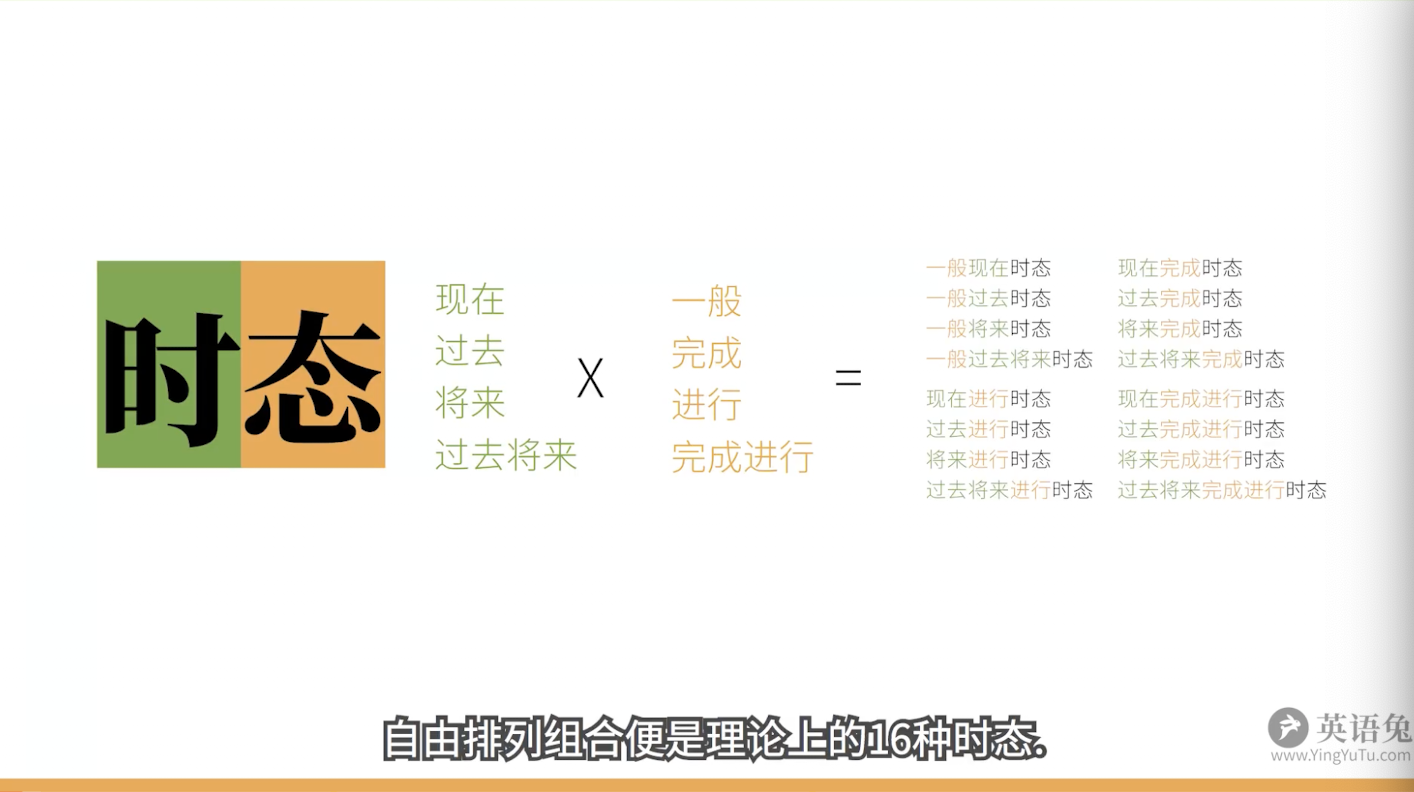 时态
现在
过去
将来
过去将来
X
一般
完成
进行
完成进行
=
一般现在时态
一般过去时态
一般将来时态
一般过去将来时态
现在完成时态
过去完成时态
将来完成时态
过去将来完成时态
现在进行时态
过去进行时态
将来进行时态
过去将来进行时态
现在完成进行时态
过去完成进行时态
将来完成进行时态
过去将来完成进行时态
自由排列组合便是理论上的16种时态.
英语兔
www.YingYuTu.com